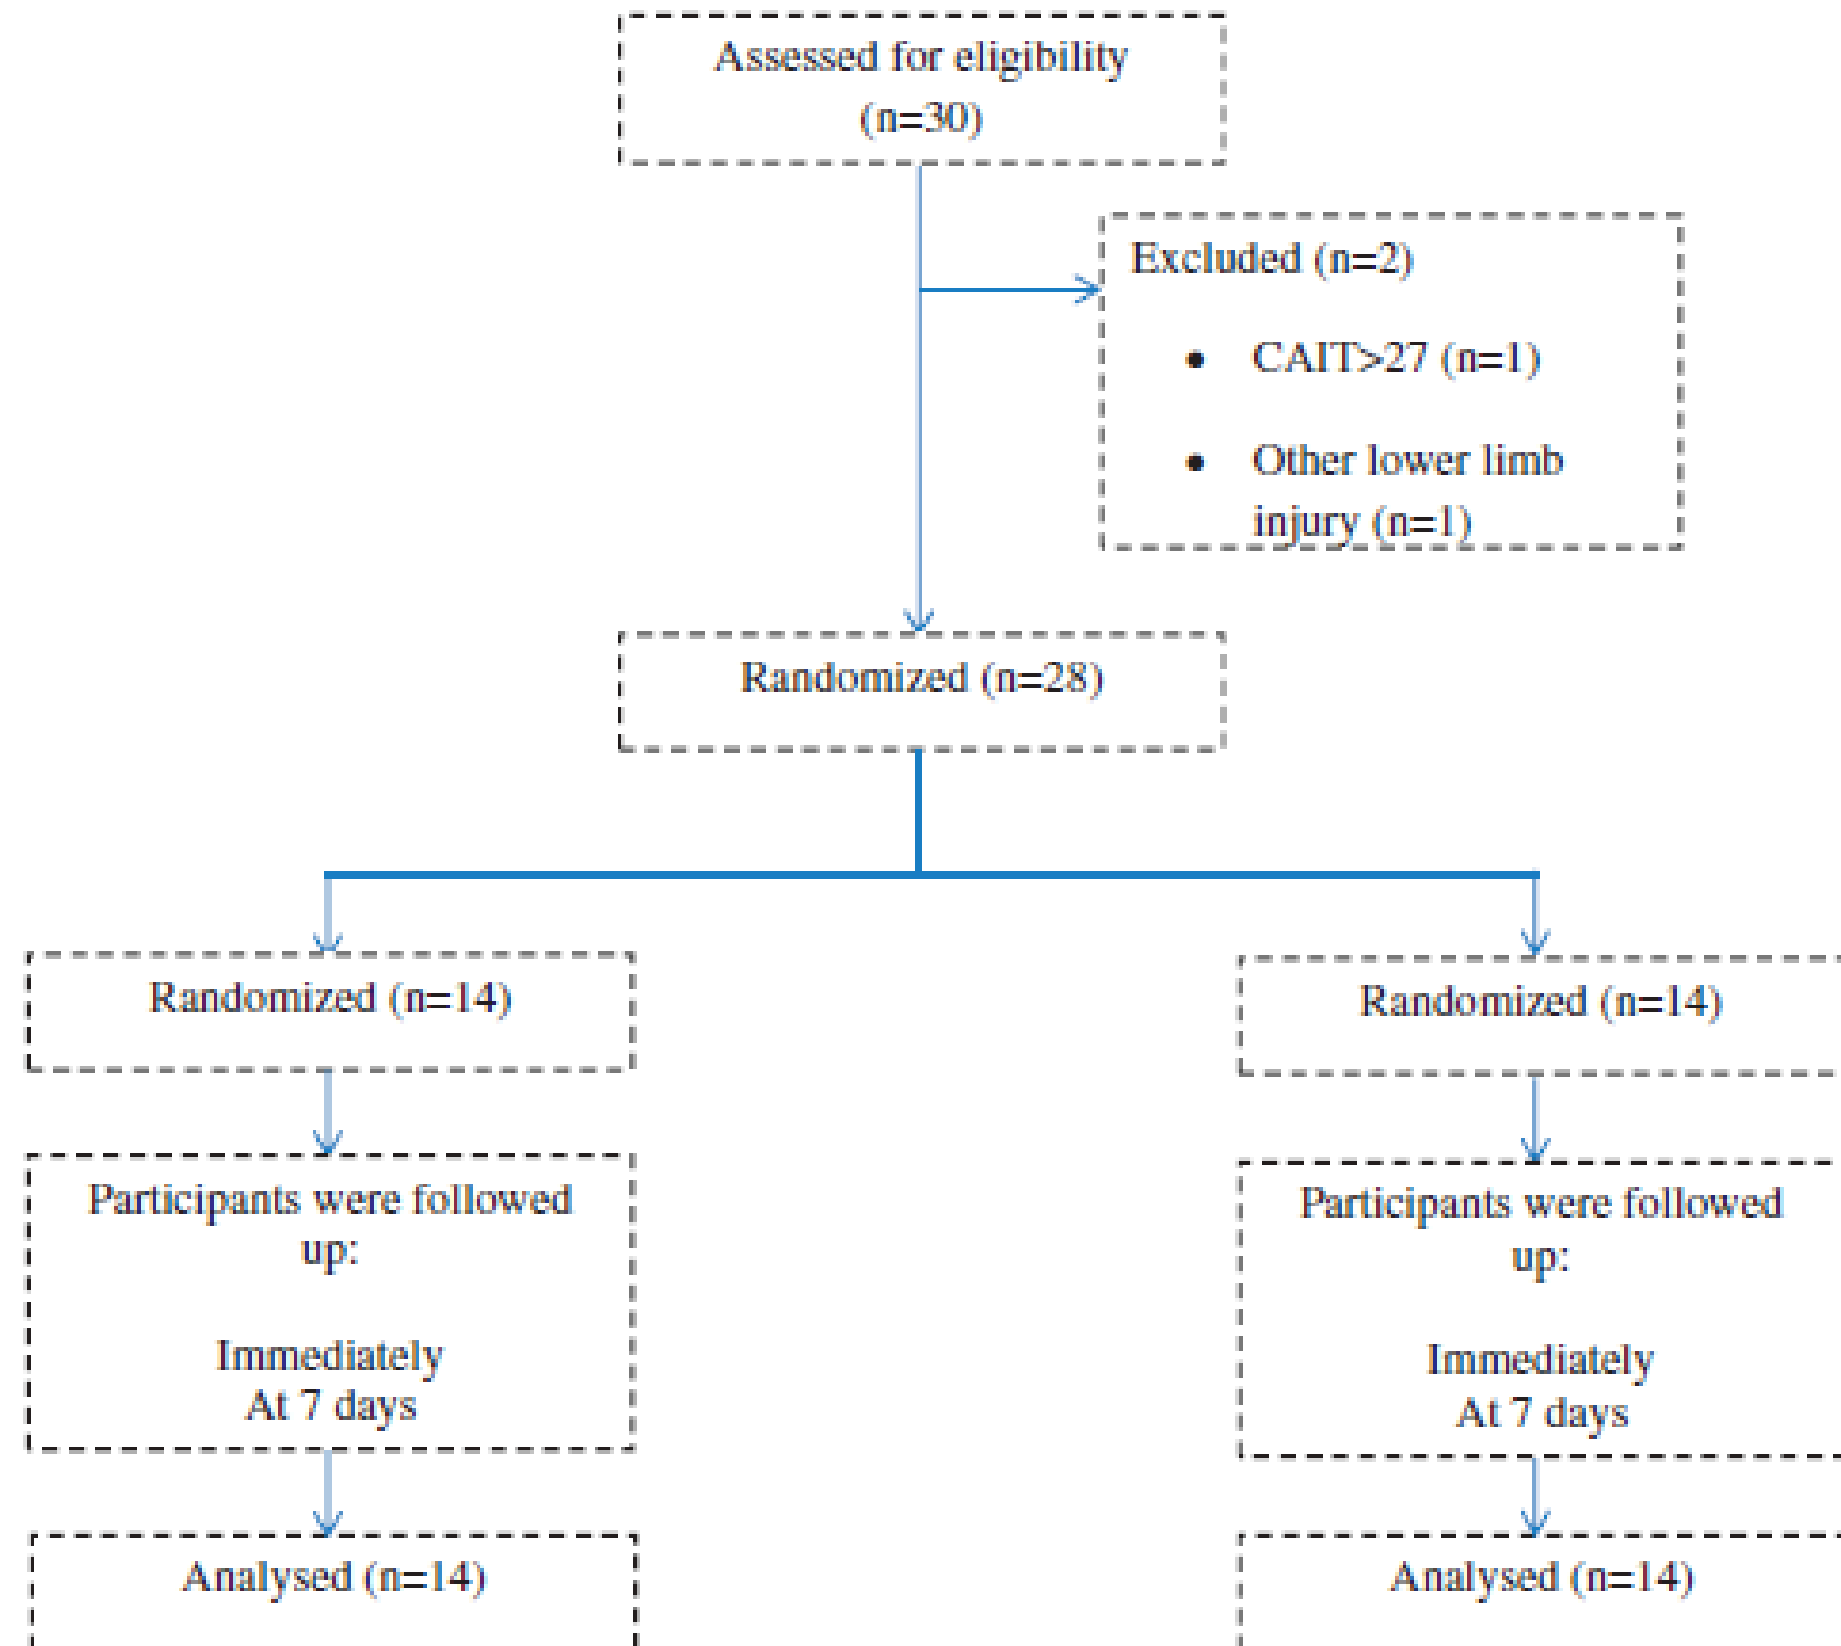 Assessed for eligibility
(n=30)
Excluded (n=2)
• CAIT>27 (n=1)
• Other lower limb
injury (n=1)
Randomized (n=28)
Randomized (n=14)
Randomized (n=14)
Participants were followed
up:
Immediately
At 7 days
Participants were followed
up:
Immediately
At 7 days
Analysed (n=14)
Analysed (n=14)